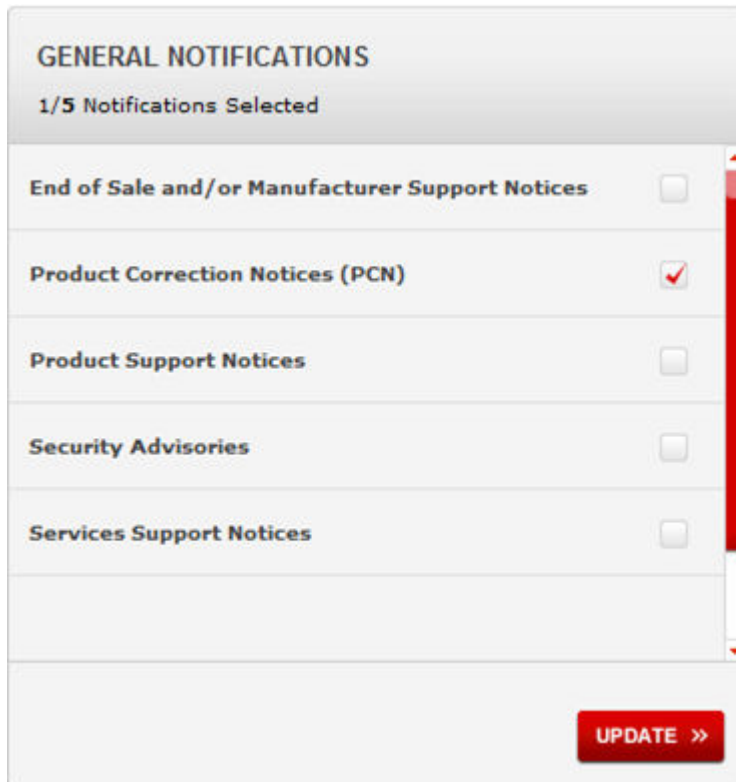 GENERAL NOTIFICATIONS
1/5 Notifications Selected
End of Sale and/or Manufacturer Support Notices
Product Correction Notices (PCN)
Product Support Notices
Security Advisories
Services Support Notices
UPDATE »